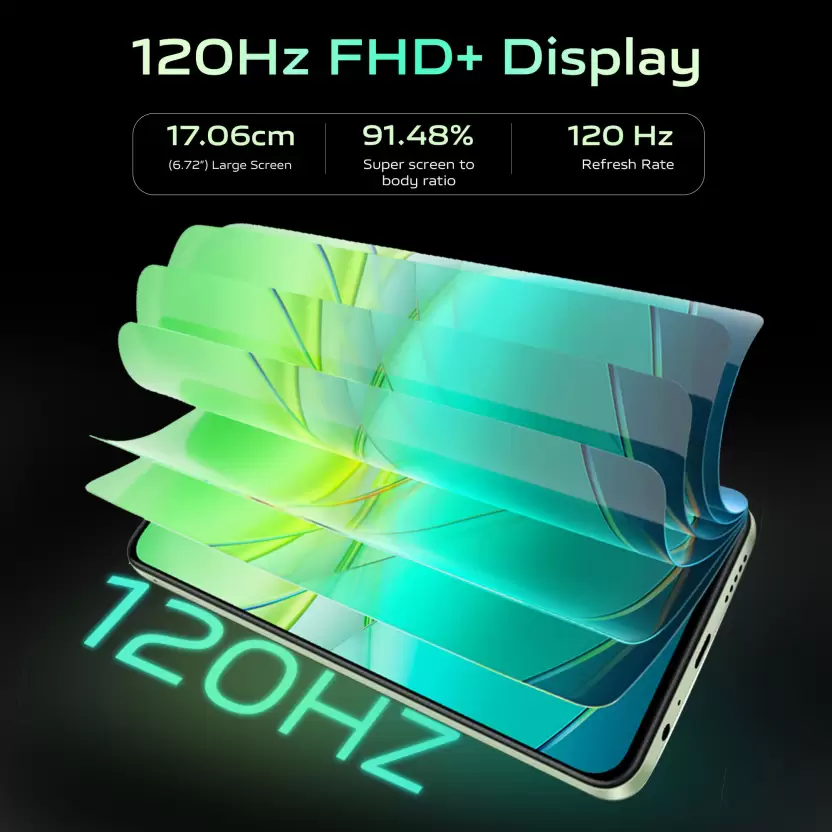 120Hz FHD+ Display
17.06cm
(6.72″) Large Screen
91.48%
Super screen to
body ratio
120 Hz
Refresh Rate
120HZ